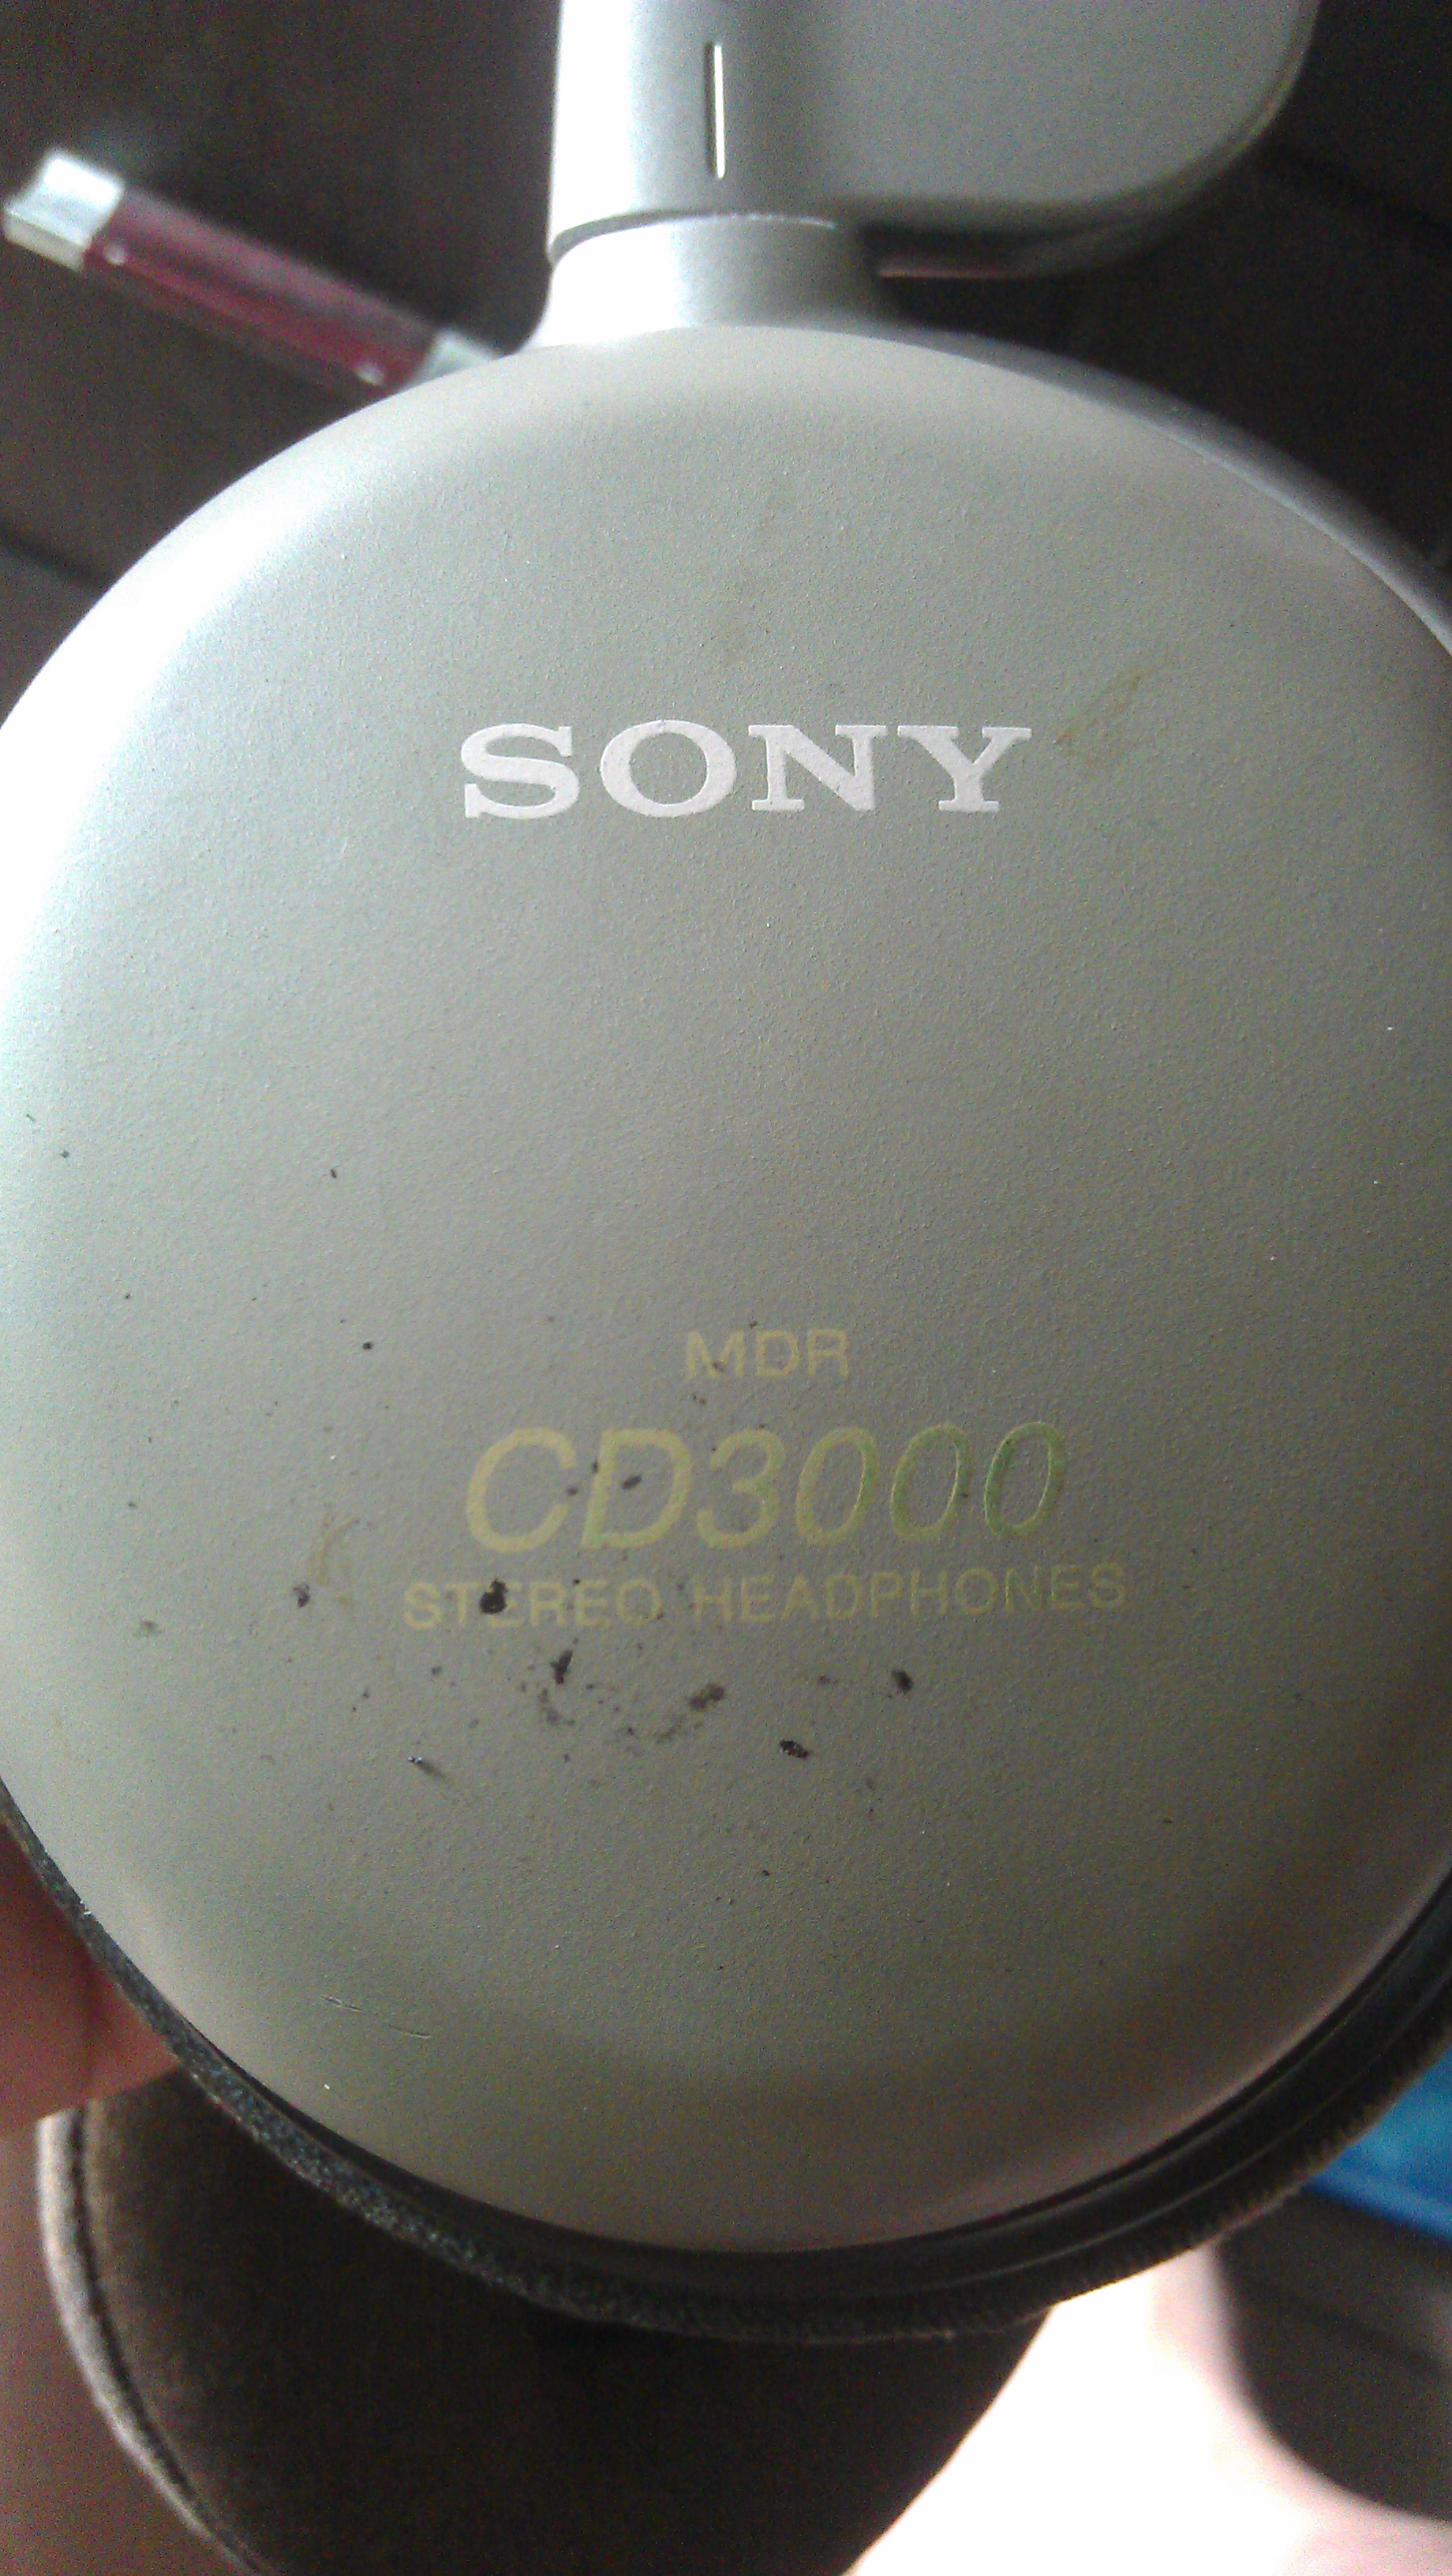 SONY
MDR
CD3000
STEREO HEADPHONES